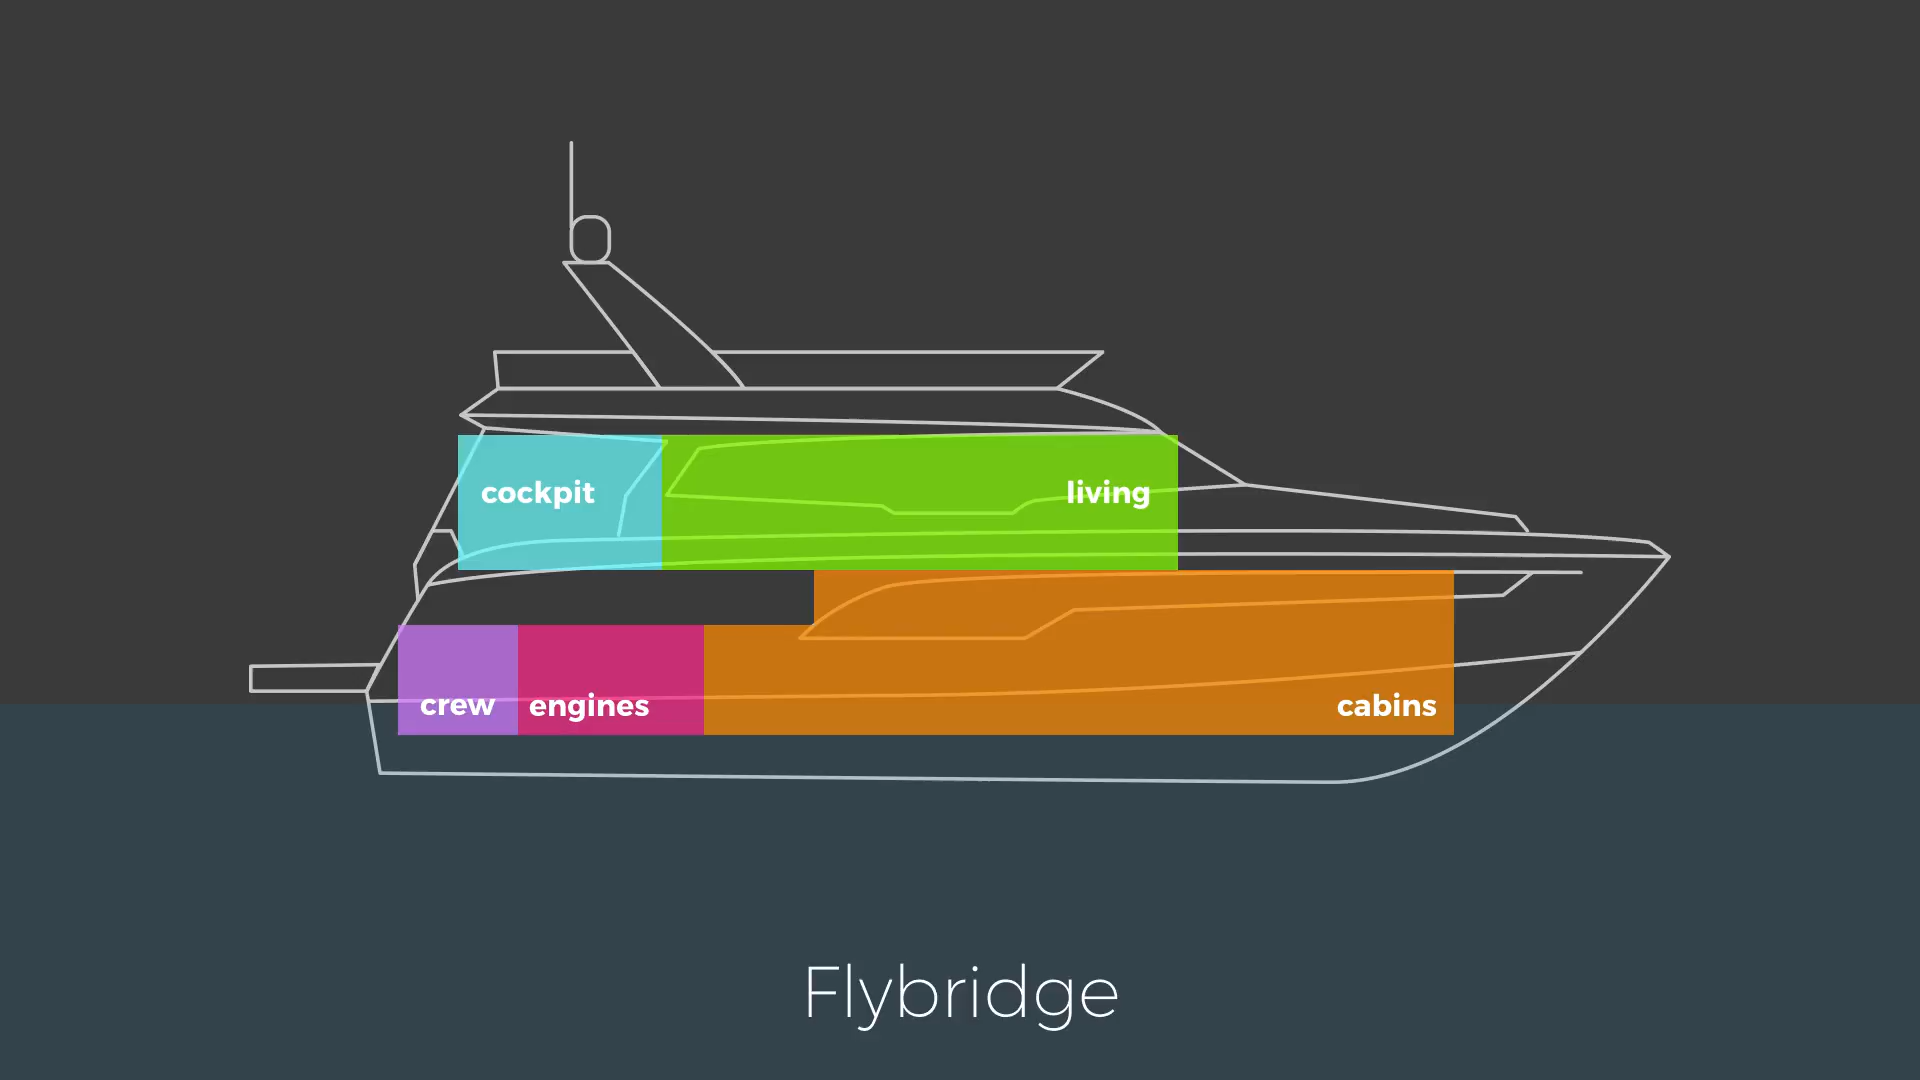 cockpit
living
crew
engines
cabins
Flybridge